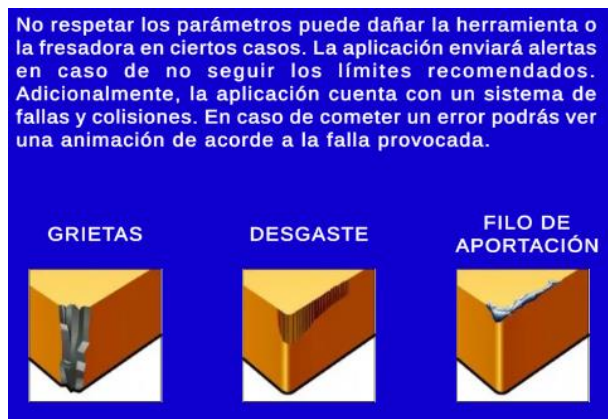 No respetar los parámetros puede dañar la herramienta o
la fresadora en ciertos casos. La aplicación enviará alertas
en caso de no seguir los límites recomendados.
Adicionalmente, la aplicación cuenta con un sistema de
fallas y colisiones. En caso de cometer un error podrás ver
una animación de acorde a la falla provocada.
GRIETAS
DESGASTE
FILO DE
APORTACIÓN